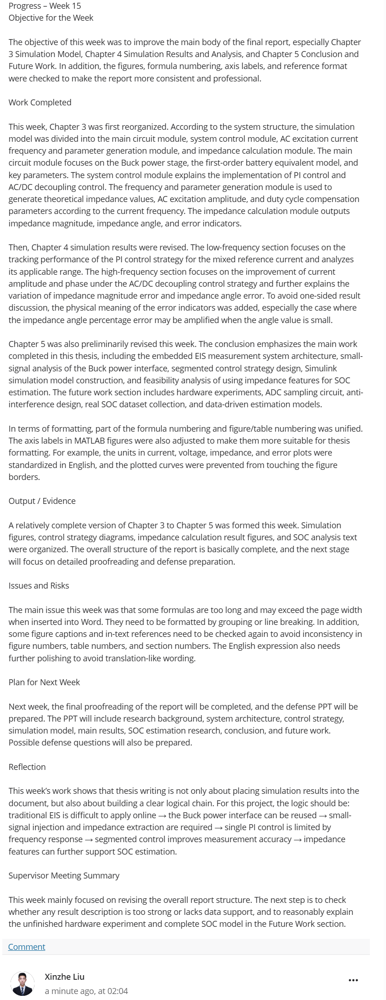 Progress – Week 15
Objective for the Week
The objective of this week was to improve the main body of the final report, especially Chapter
3 Simulation Model, Chapter 4 Simulation Results and Analysis, and Chapter 5 Conclusion and
Future Work. In addition, the figures, formula numbering, axis labels, and reference format
were checked to make the report more consistent and professional.
Work Completed
This week, Chapter 3 was first reorganized. According to the system structure, the simulation
model was divided into the main circuit module, system control module, AC excitation current
frequency and parameter generation module, and impedance calculation module. The main
circuit module focuses on the Buck power stage, the first-order battery equivalent model, and
key parameters. The system control module explains the implementation of PI control and
AC/DC decoupling control. The frequency and parameter generation module is used to
generate theoretical impedance values, AC excitation amplitude, and duty cycle compensation
parameters according to the current frequency. The impedance calculation module outputs
impedance magnitude, impedance angle, and error indicators.
Then, Chapter 4 simulation results were revised. The low-frequency section focuses on the
tracking performance of the PI control strategy for the mixed reference current and analyzes
its applicable range. The high-frequency section focuses on the improvement of current
amplitude and phase under the AC/DC decoupling control strategy and further explains the
variation of impedance magnitude error and impedance angle error. To avoid one-sided result
discussion, the physical meaning of the error indicators was added, especially the case where
the impedance angle percentage error may be amplified when the angle value is small.
Chapter 5 was also preliminarily revised this week. The conclusion emphasizes the main work
completed in this thesis, including the embedded EIS measurement system architecture, small-
signal analysis of the Buck power interface, segmented control strategy design, Simulink
simulation model construction, and feasibility analysis of using impedance features for SOC
estimation. The future work section includes hardware experiments, ADC sampling circuit, anti-
interference design, real SOC dataset collection, and data-driven estimation models.
In terms of formatting, part of the formula numbering and figure/table numbering was unified.
The axis labels in MATLAB figures were also adjusted to make them more suitable for thesis
formatting. For example, the units in current, voltage, impedance, and error plots were
standardized in English, and the plotted curves were prevented from touching the figure
borders.
Output / Evidence
A relatively complete version of Chapter 3 to Chapter 5 was formed this week. Simulation
figures, control strategy diagrams, impedance calculation result figures, and SOC analysis text
were organized. The overall structure of the report is basically complete, and the next stage
will focus on detailed proofreading and defense preparation.
Issues and Risks
The main issue this week was that some formulas are too long and may exceed the page width
when inserted into Word. They need to be formatted by grouping or line breaking. In addition,
some figure captions and in-text references need to be checked again to avoid inconsistency in
figure numbers, table numbers, and section numbers. The English expression also needs
further polishing to avoid translation-like wording.
Plan for Next Week
Next week, the final proofreading of the report will be completed, and the defense PPT will be
prepared. The PPT will include research background, system architecture, control strategy,
simulation model, main results, SOC estimation research, conclusion, and future work.
Possible defense questions will also be prepared.
Reflection
This week’s work shows that thesis writing is not only about placing simulation results into the
document, but also about building a clear logical chain. For this project, the logic should be:
traditional EIS is difficult to apply online → the Buck power interface can be reused → small-
signal injection and impedance extraction are required → single PI control is limited by
frequency response → segmented control improves measurement accuracy → impedance
features can further support SOC estimation.
Supervisor Meeting Summary
This week mainly focused on revising the overall report structure. The next step is to check
whether any result description is too strong or lacks data support, and to reasonably explain
the unfinished hardware experiment and complete SOC model in the Future Work section.
Comment
Xinzhe Liu
a minute ago, at 02:04